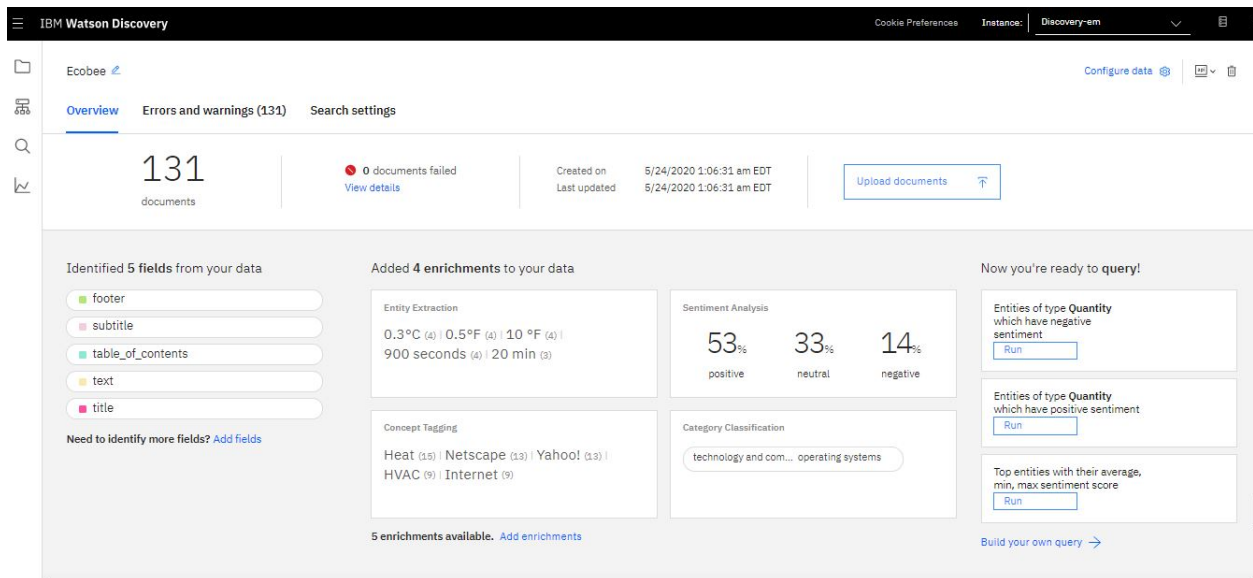 IBM Watson Discovery
Cookie Preferences
Instance:
Discovery-em
Ecobee
Configure data
Overview
Errors and warnings (131)
Search settings
131
documents
0 documents failed
View details
Created on 5/24/2020 1:06:31 am EDT
Last updated 5/24/2020 1:06:31 am EDT
Upload documents
Identified 5 fields from your data
footer
subtitle
table_of_contents
text
title
Need to identify more fields? Add fields
Added 4 enrichments to your data
Entity Extraction
0.3°C (4) | 0.5°F (4) | 10 °F (4) |
900 seconds (4) | 20 min (3)
Sentiment Analysis
53% 33% 14%
positive neutral negative
Concept Tagging
Heat (15) | Netscape (13) | Yahoo! (13) |
HVAC (9) | Internet (9)
Category Classification
technology and com... operating systems
5 enrichments available. Add enrichments
Now you're ready to query!
Entities of type Quantity
which have negative
sentiment
Run
Entities of type Quantity
which have positive sentiment
Run
Top entities with their average,
min, max sentiment score
Run
Build your own query